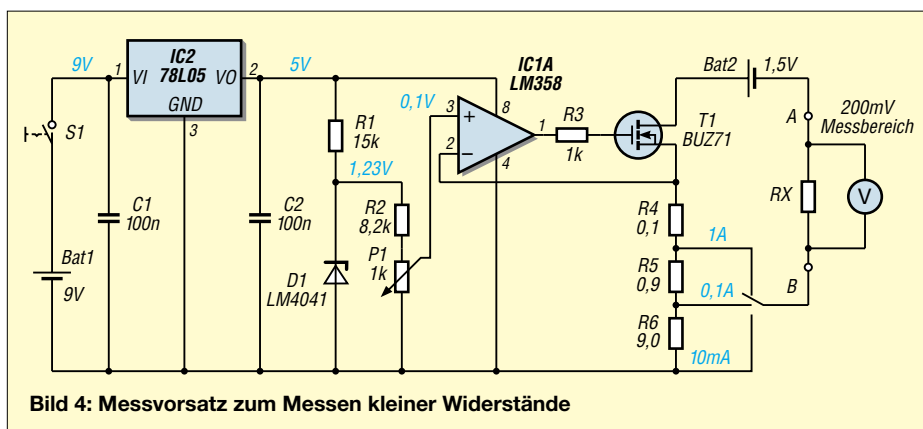 9V
1
VI
IC2
78L05
VO
GND
2
3
5V
S1
C1
100n
Bat1
9V
C2
100n
R1
15k
1,23V
R2
8,2k
P1
1k
D1
LM4041
0,1V
IC1A
LM358
3
+
2
–
8
4
1
R3
1k
T1
BUZ71
Bat2
1,5V
A
200mV
Messbereich
RX
V
B
R4
0,1
1A
R5
0,9
0,1A
R6
9,0
10mA
Bild 4: Messvorsatz zum Messen kleiner Widerstände